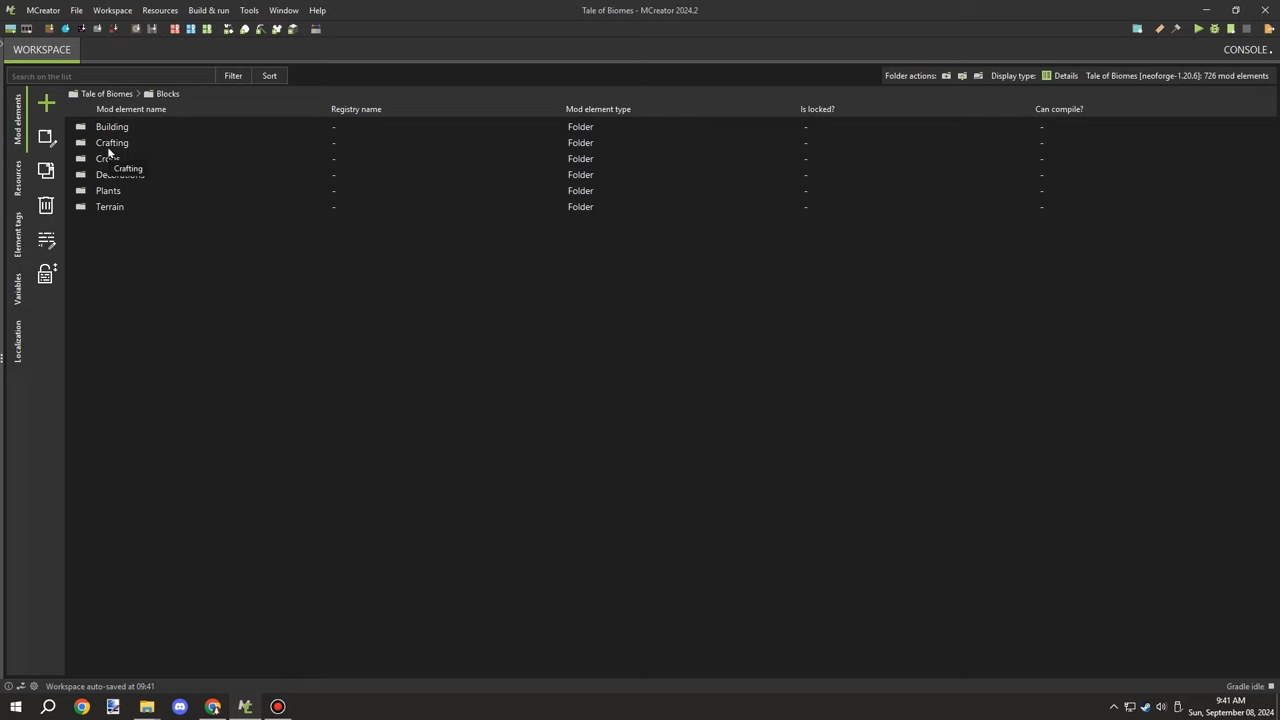 MCreator File Workspace Resources Build & run Tools Window Help Tale of Biomes - MCreator 2024.2
WORKSPACE CONSOLE
Search on the list Filter Sort Folder actions: Display type: Details Tale of Biomes [neoforge-1.20.6]: 726 mod elements
Tale of Biomes > Blocks
Mod element name Registry name Mod element type Is locked? Can compile?
Building - Folder - -
Crafting - Folder - -
- Folder - -
Crafting
- Folder - -
Plants - Folder - -
Terrain - Folder - -
Mod elements
Resources
Element tags
Variables
Localization
Workspace auto-saved at 09:41 Gradle idle
9:41 AM
Sun, September 08, 2024